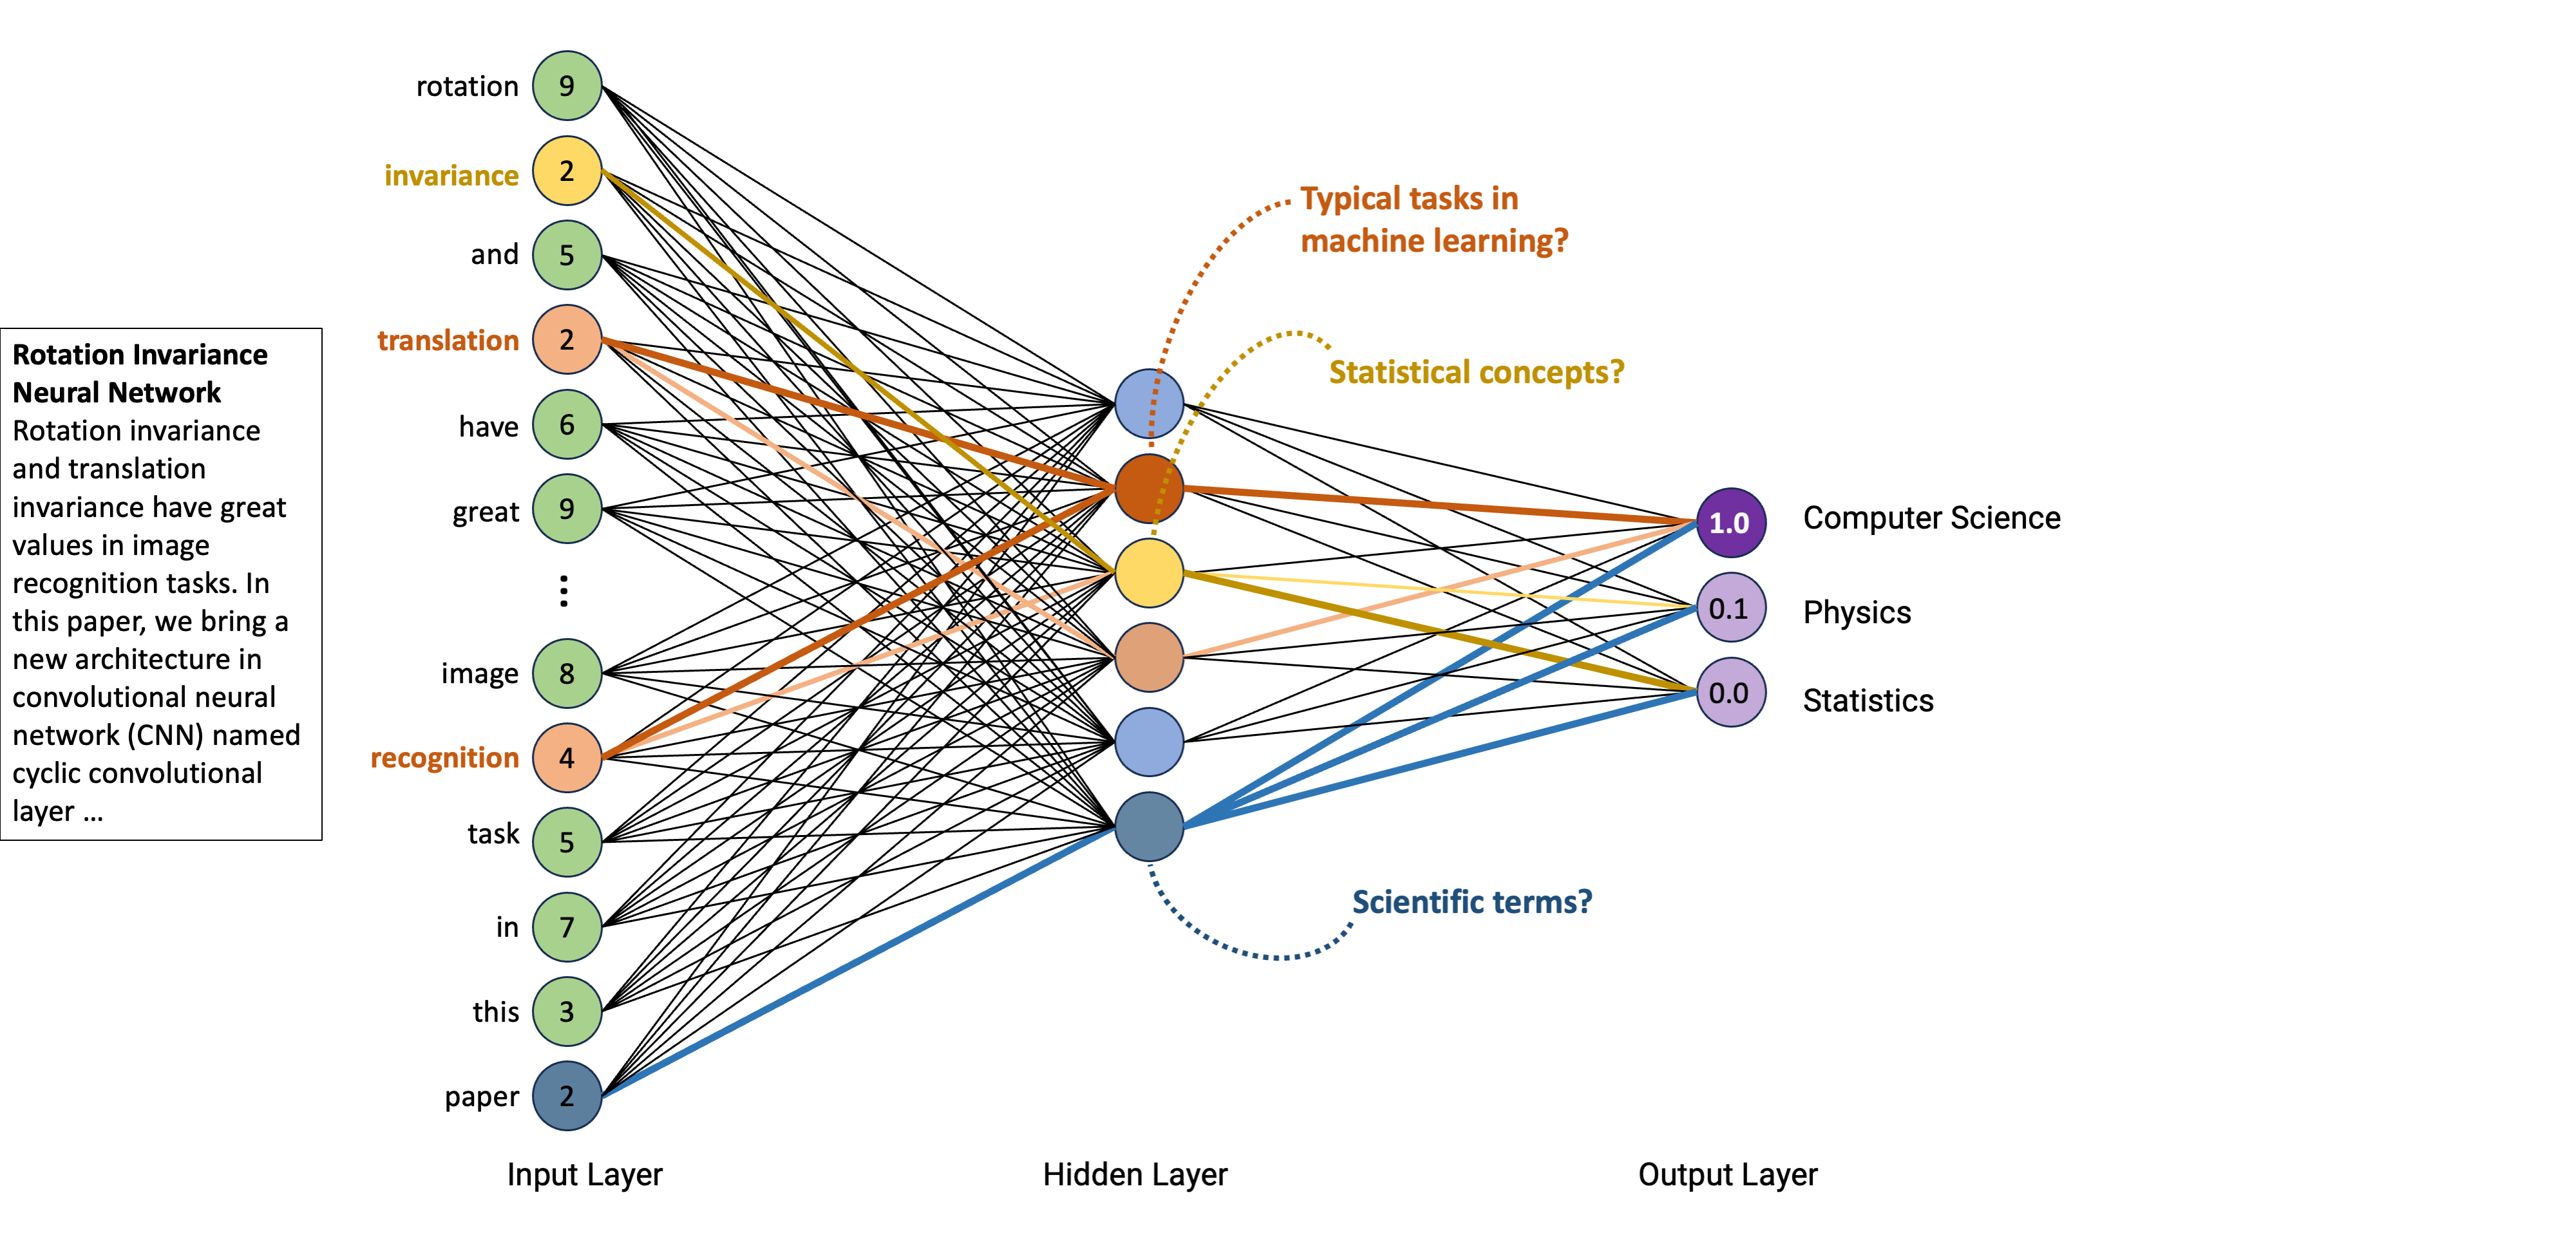 Rotation Invariance
Neural Network
Rotation invariance
and translation
invariance have great
values in image
recognition tasks. In
this paper, we bring a
new architecture in
convolutional neural
network (CNN) named
cyclic convolutional
layer ...
rotation 9
invariance 2
and 5
translation 2
have 6
great 9
⋮
image 8
recognition 4
task 5
in 7
this 3
paper 2
Input Layer
Typical tasks in
machine learning?
Statistical concepts?
Scientific terms?
Hidden Layer
1.0 Computer Science
0.1 Physics
0.0 Statistics
Output Layer